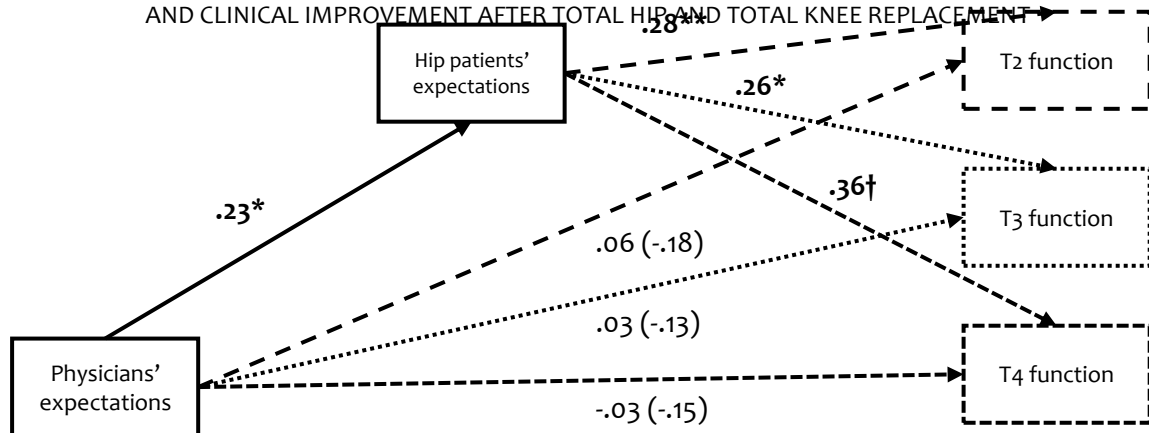 AND CLINICAL IMPROVEMENT AFTER TOTAL HIP AND TOTAL KNEE REPLACEMENT
.28**
Hip patients’
expectations
T2 function
.26*
.36†
.23*
T3 function
.06 (-.18)
.03 (-.13)
Physicians’
expectations
T4 function
-.03 (-.15)